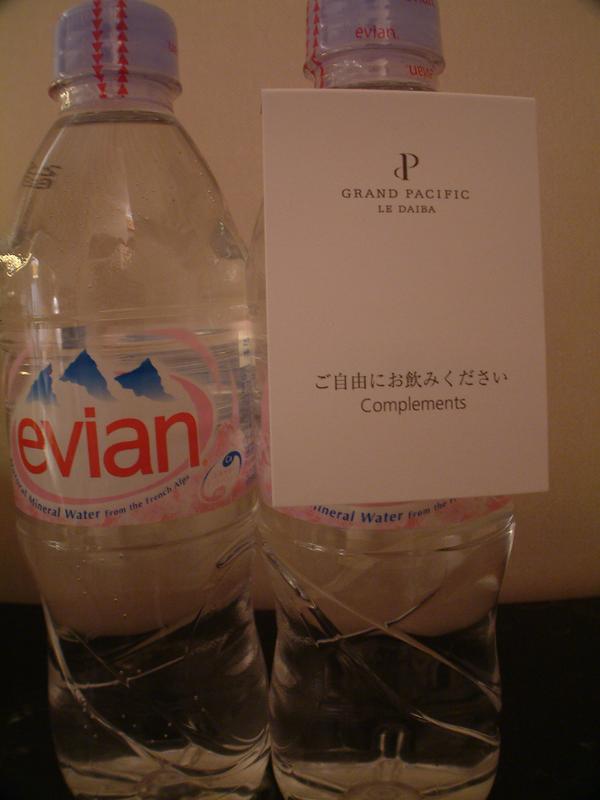 evian.
uɐıʌǝ
GRAND PACIFIC
LE DAIBA
ご自由にお飲みください
Complements
evian.
Mineral Water from the French Alps
Mineral Water from the